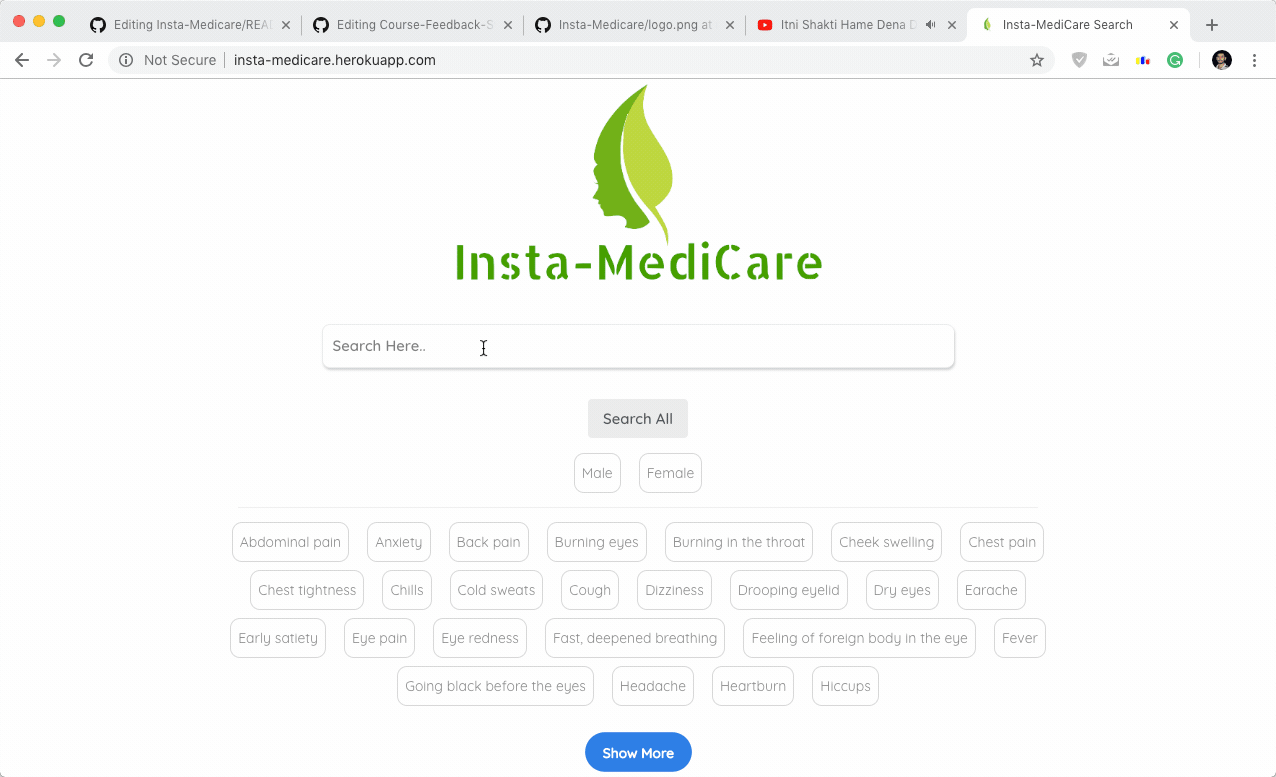 Editing Insta-Medicare/REA
Editing Course-Feedback-S
Insta-Medicare/logo.png at
Itni Shakti Hame Dena D
Insta-MediCare Search
Not Secure | insta-medicare.herokuapp.com
Insta-MediCare
Search Here..
Search All
Male Female
Abdominal pain Anxiety Back pain Burning eyes Burning in the throat Cheek swelling Chest pain
Chest tightness Chills Cold sweats Cough Dizziness Drooping eyelid Dry eyes Earache
Early satiety Eye pain Eye redness Fast, deepened breathing Feeling of foreign body in the eye Fever
Going black before the eyes Headache Heartburn Hiccups
Show More